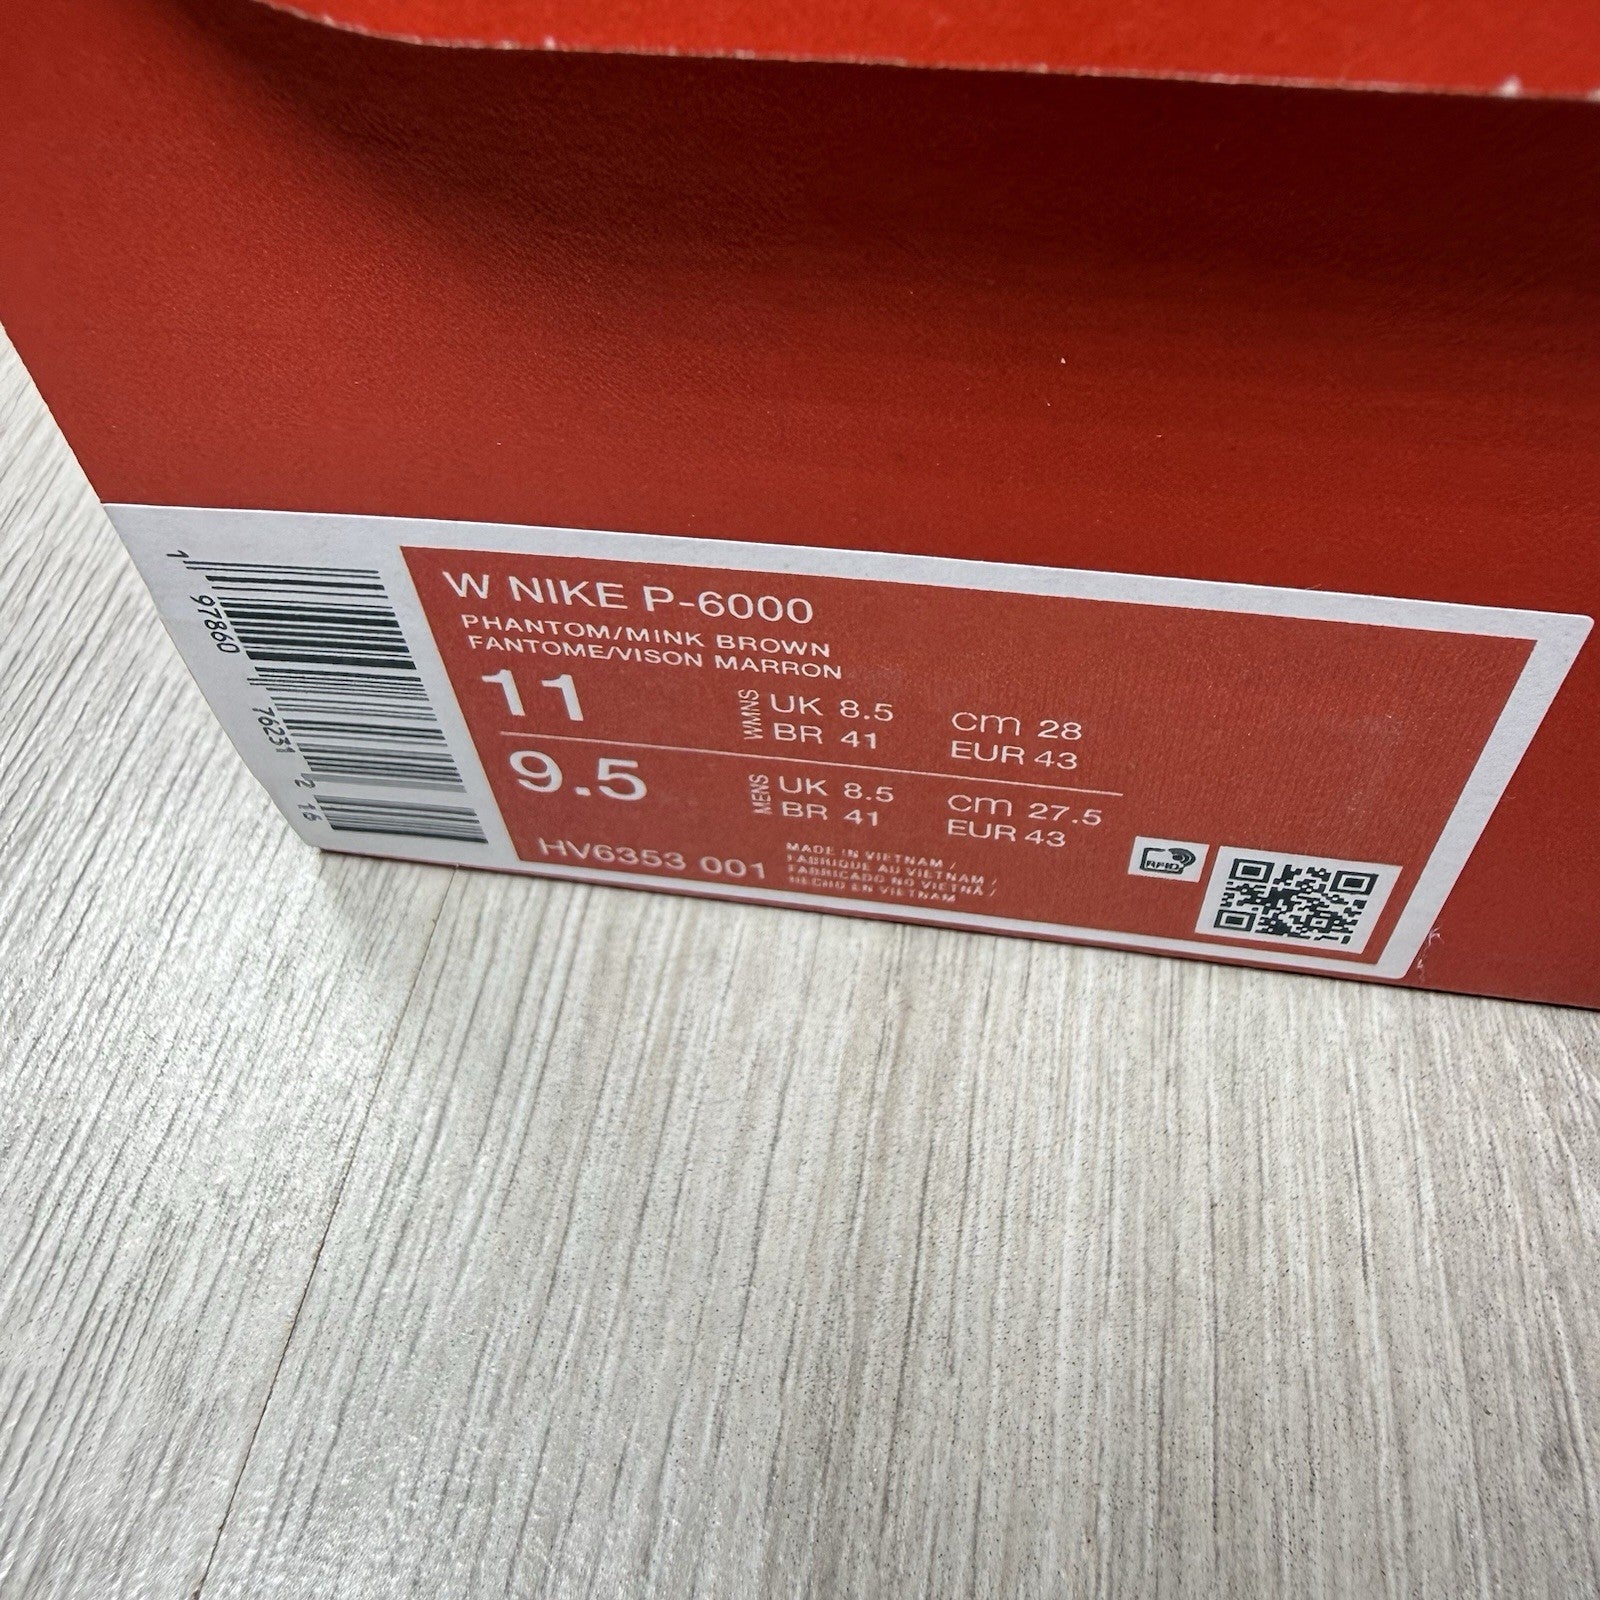 W NIKE P-6000
PHANTOM/MINK BROWN
FANTOME/VISON MARRON
11
WMNS
UK 8.5
BR 41
cm 28
EUR 43
9.5
MENS
UK 8.5
BR 41
cm 27.5
EUR 43
HV6353 001
MADE IN VIETNAM /
FABRIQUE AU VIETNAM /
FABRICADO NO VIETNÃ /
HECHO EN VIETNAM
RFID
1 97860 76231 2 16